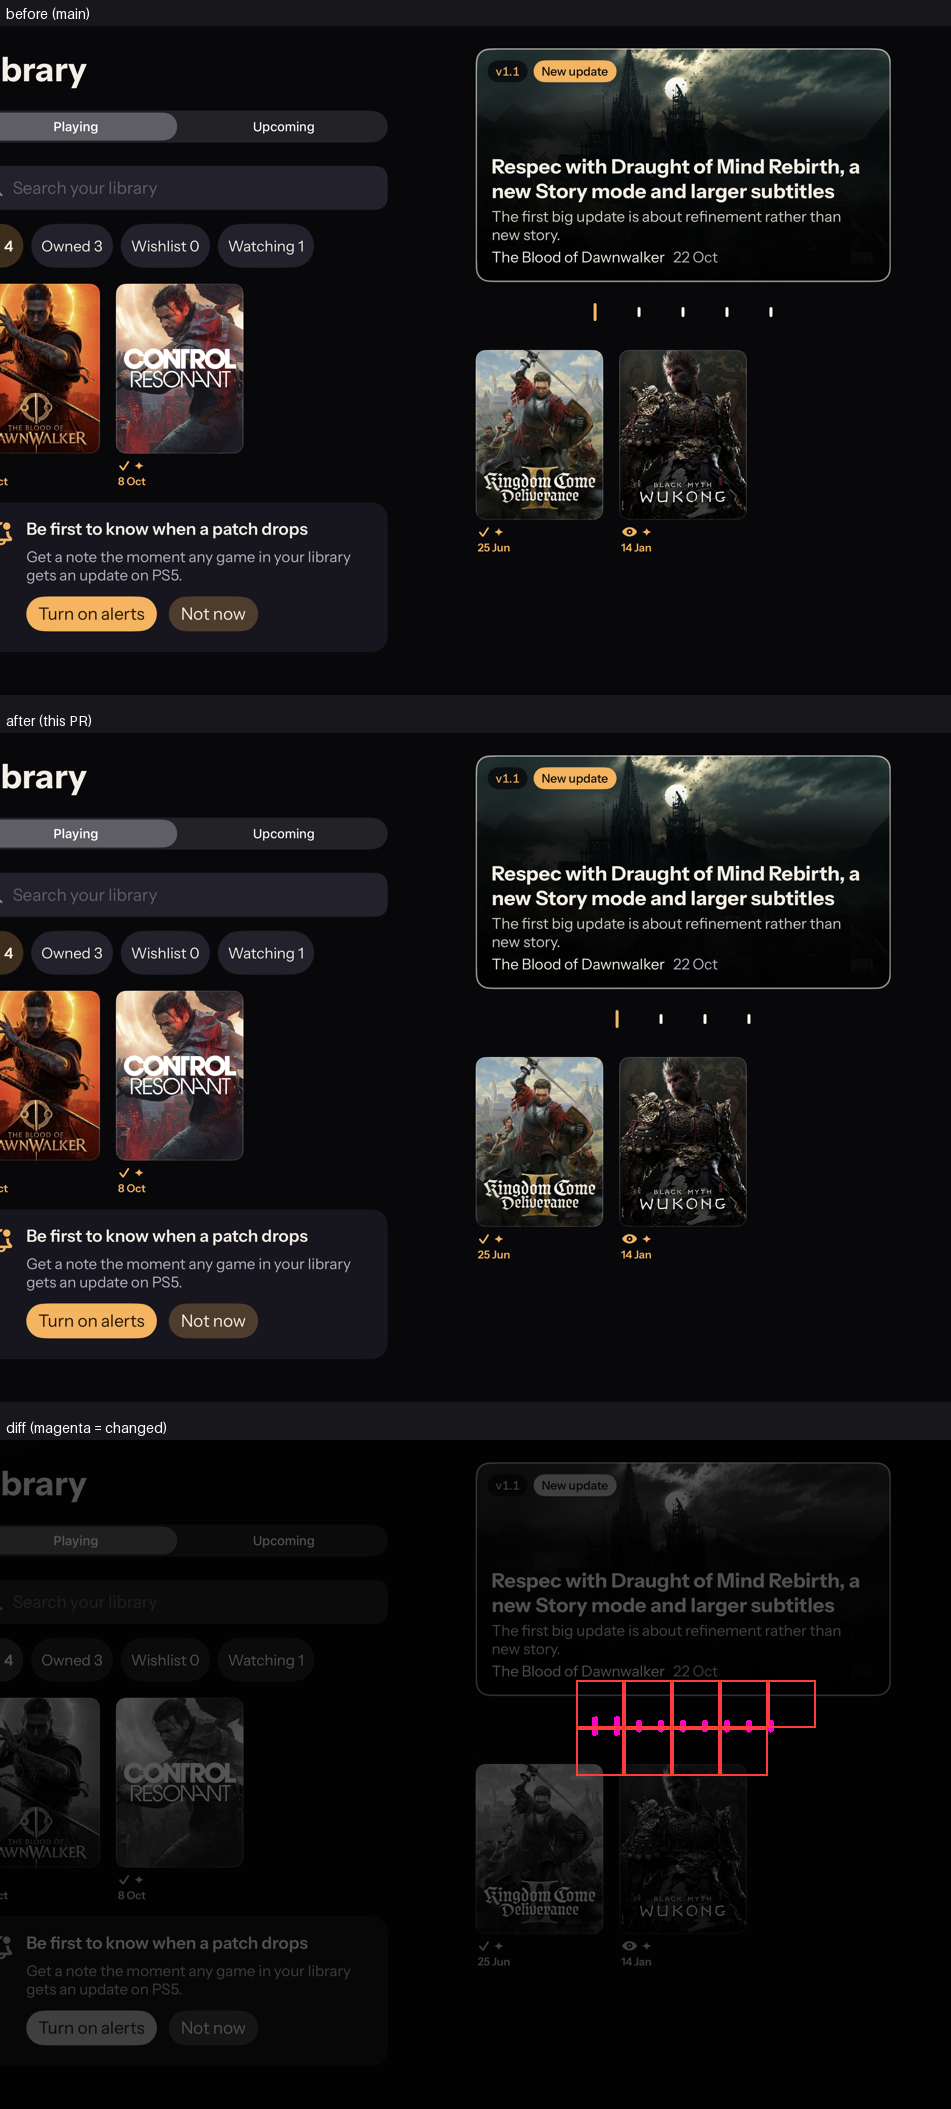 before (main)
brary
Playing
Upcoming
Search your library
4
Owned 3
Wishlist 0
Watching 1
THE BLOOD OF
AWNWALKER
CONTROL
RESONANT
ct
8 Oct
Be first to know when a patch drops
Get a note the moment any game in your library
gets an update on PS5.
Turn on alerts
Not now
v1.1
New update
Respec with Draught of Mind Rebirth, a
new Story mode and larger subtitles
The first big update is about refinement rather than
new story.
The Blood of Dawnwalker 22 Oct
Kingdom Come
II
Deliverance
BLACK MYTH
WUKONG
25 Jun
14 Jan
after (this PR)
brary
Playing
Upcoming
Search your library
4
Owned 3
Wishlist 0
Watching 1
THE BLOOD OF
AWNWALKER
CONTROL
RESONANT
ct
8 Oct
Be first to know when a patch drops
Get a note the moment any game in your library
gets an update on PS5.
Turn on alerts
Not now
v1.1
New update
Respec with Draught of Mind Rebirth, a
new Story mode and larger subtitles
The first big update is about refinement rather than
new story.
The Blood of Dawnwalker 22 Oct
Kingdom Come
II
Deliverance
BLACK MYTH
WUKONG
25 Jun
14 Jan
diff (magenta = changed)
brary
Playing
Upcoming
Search your library
4
Owned 3
Wishlist 0
Watching 1
THE BLOOD OF
AWNWALKER
CONTROL
RESONANT
ct
8 Oct
Be first to know when a patch drops
Get a note the moment any game in your library
gets an update on PS5.
Turn on alerts
Not now
v1.1
New update
Respec with Draught of Mind Rebirth, a
new Story mode and larger subtitles
The first big update is about refinement rather than
new story.
The Blood of Dawnwalker 22 Oct
Kingdom Come
II
Deliverance
BLACK MYTH
WUKONG
25 Jun
14 Jan